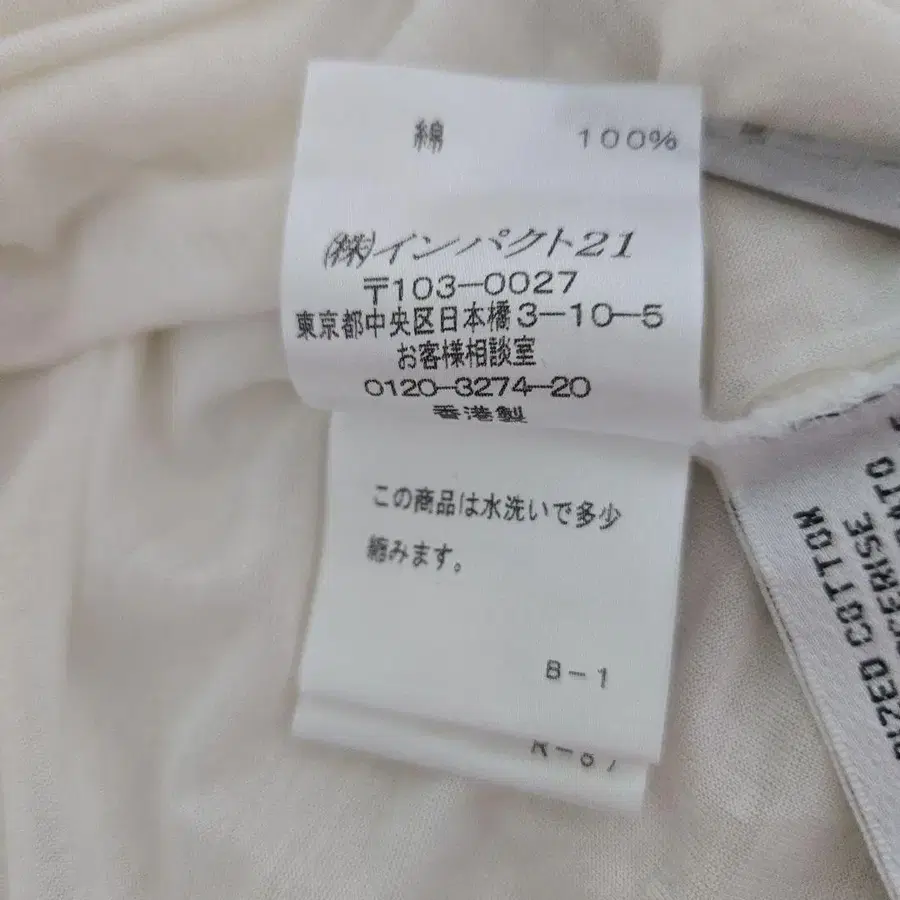 綿 100%
㈱インパクト21
〒103-0027
東京都中央区日本橋3-10-5
お客様相談室
0120-3274-20
香港製
この商品は水洗いで多少
縮みます。
B-1
COTTON